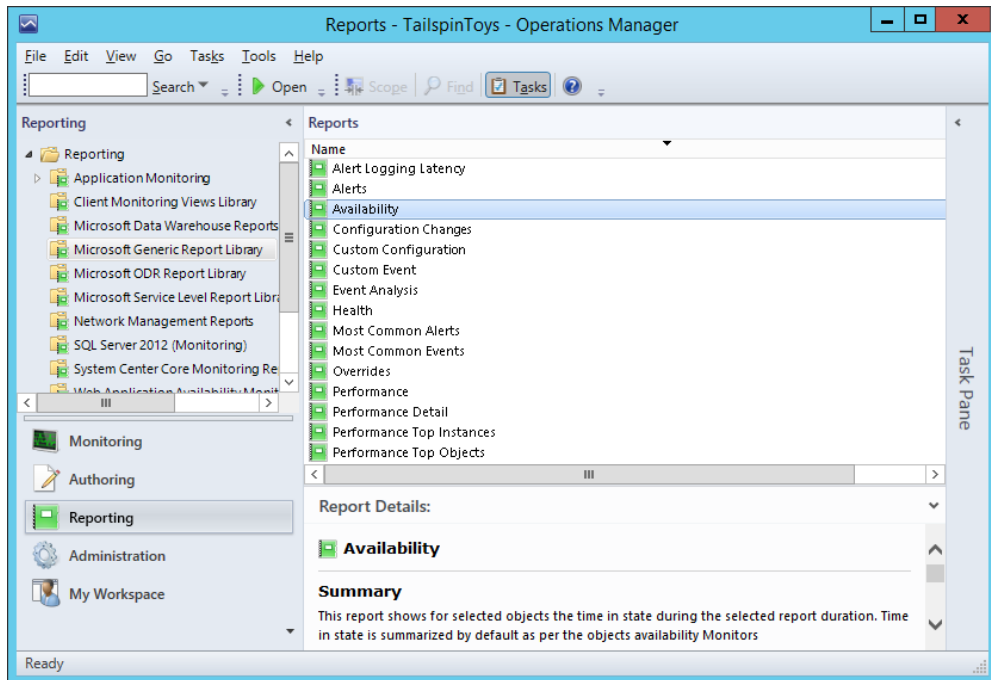 Reports - TailspinToys - Operations Manager
File Edit View Go Tasks Tools Help
Search Open Scope Find Tasks
Reporting
Reporting
Application Monitoring
Client Monitoring Views Library
Microsoft Data Warehouse Reports
Microsoft Generic Report Library
Microsoft ODR Report Library
Microsoft Service Level Report Libra
Network Management Reports
SQL Server 2012 (Monitoring)
System Center Core Monitoring Re
Web Application Availability Monit
Monitoring
Authoring
Reporting
Administration
My Workspace
Reports
Name
Alert Logging Latency
Alerts
Availability
Configuration Changes
Custom Configuration
Custom Event
Event Analysis
Health
Most Common Alerts
Most Common Events
Overrides
Performance
Performance Detail
Performance Top Instances
Performance Top Objects
Report Details:
Availability
Summary
This report shows for selected objects the time in state during the selected report duration. Time
in state is summarized by default as per the objects availability Monitors
Task Pane
Ready